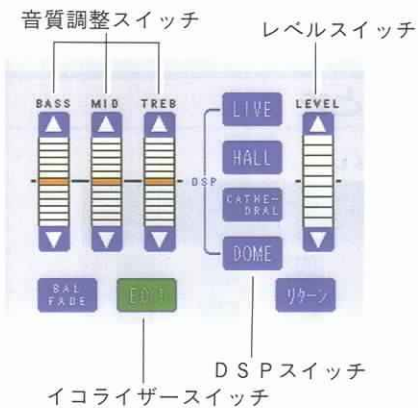 音質調整スイッチ
レベルスイッチ
BASS
MID
TREB
LIVE
LEVEL
HALL
DSP
CATHE-
DRAL
DOME
BAL
FADE
リターン
DSPスイッチ
イコライザースイッチ